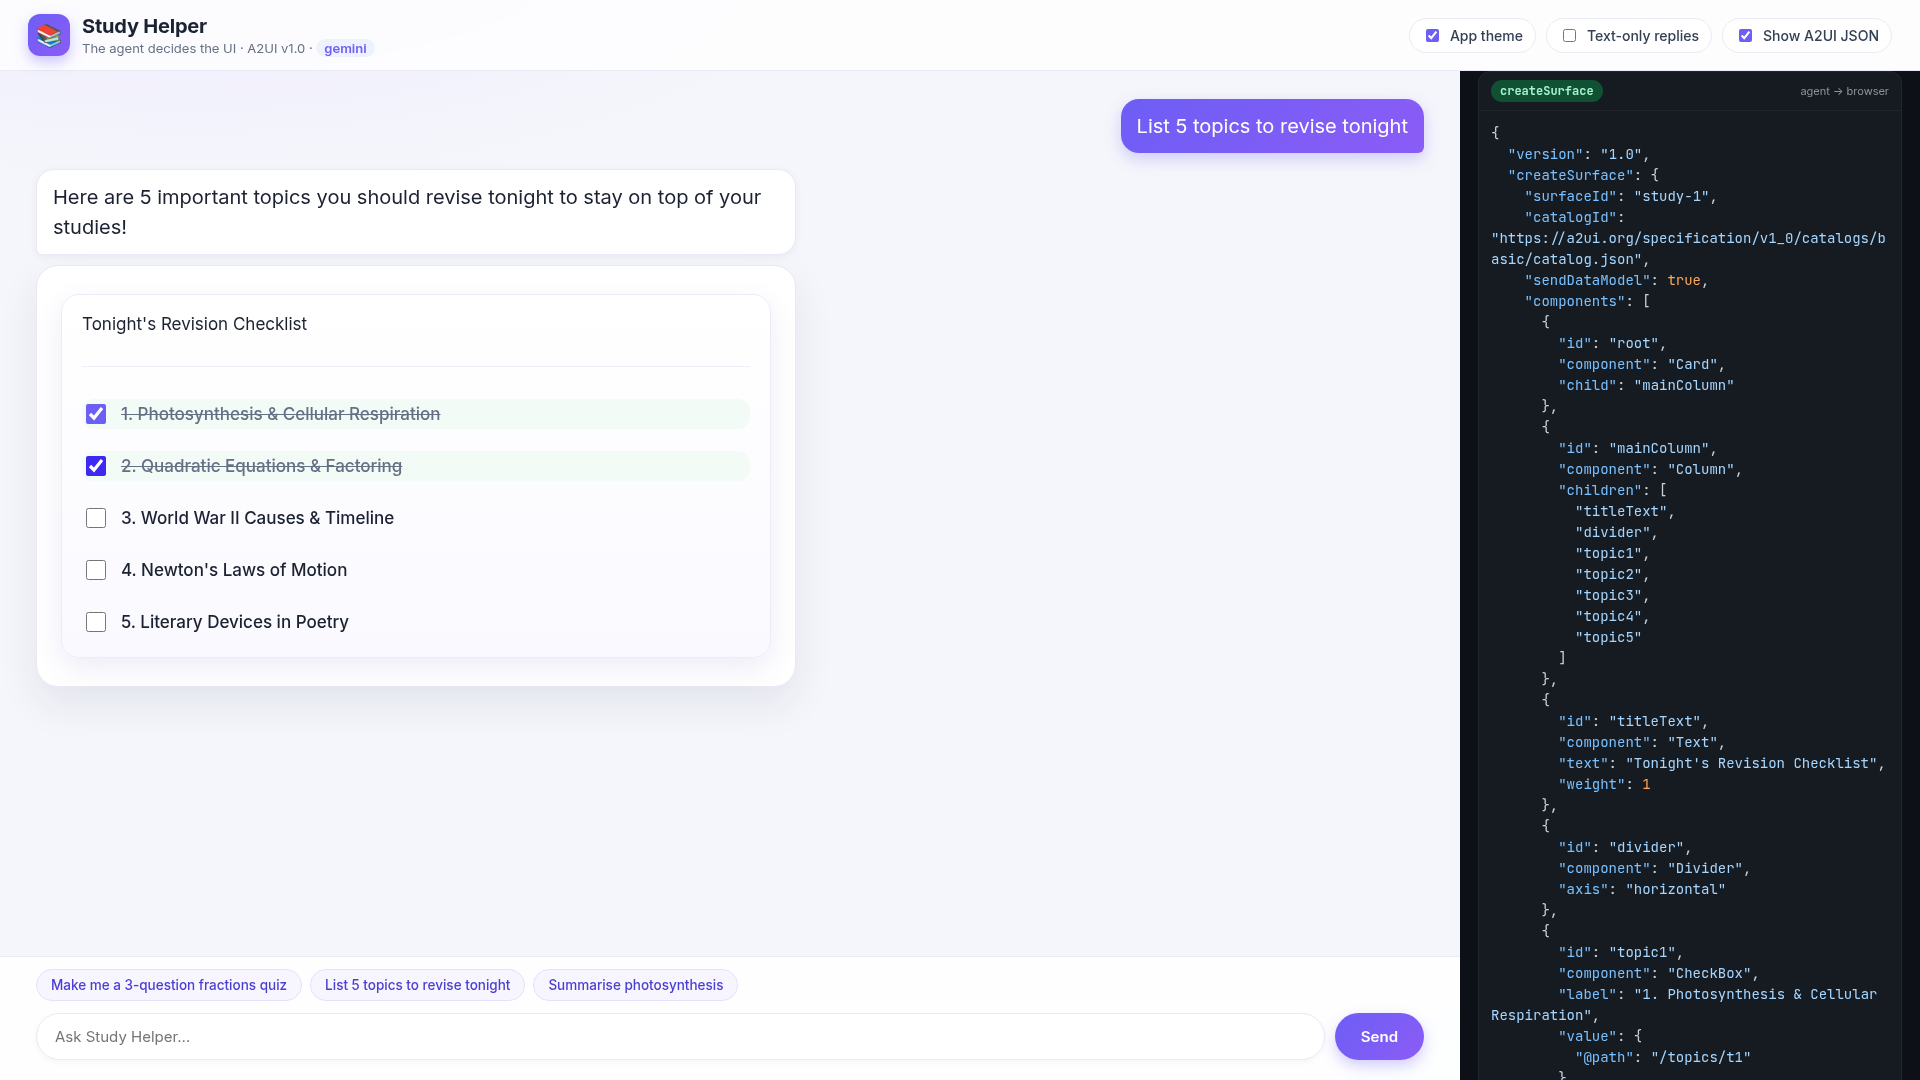 Study Helper
The agent decides the UI · A2UI v1.0 · gemini
App theme
Text-only replies
Show A2UI JSON
List 5 topics to revise tonight
Here are 5 important topics you should revise tonight to stay on top of your
studies!
Tonight's Revision Checklist
1. Photosynthesis & Cellular Respiration
2. Quadratic Equations & Factoring
3. World War II Causes & Timeline
4. Newton's Laws of Motion
5. Literary Devices in Poetry
Make me a 3-question fractions quiz
List 5 topics to revise tonight
Summarise photosynthesis
Ask Study Helper...
Send
createSurface
agent → browser
{
"version": "1.0",
"createSurface": {
"surfaceId": "study-1",
"catalogId":
"https://a2ui.org/specification/v1_0/catalogs/b
asic/catalog.json",
"sendDataModel": true,
"components": [
{
"id": "root",
"component": "Card",
"child": "mainColumn"
},
{
"id": "mainColumn",
"component": "Column",
"children": [
"titleText",
"divider",
"topic1",
"topic2",
"topic3",
"topic4",
"topic5"
]
},
{
"id": "titleText",
"component": "Text",
"text": "Tonight's Revision Checklist",
"weight": 1
},
{
"id": "divider",
"component": "Divider",
"axis": "horizontal"
},
{
"id": "topic1",
"component": "CheckBox",
"label": "1. Photosynthesis & Cellular
Respiration",
"value": {
"@path": "/topics/t1"
}